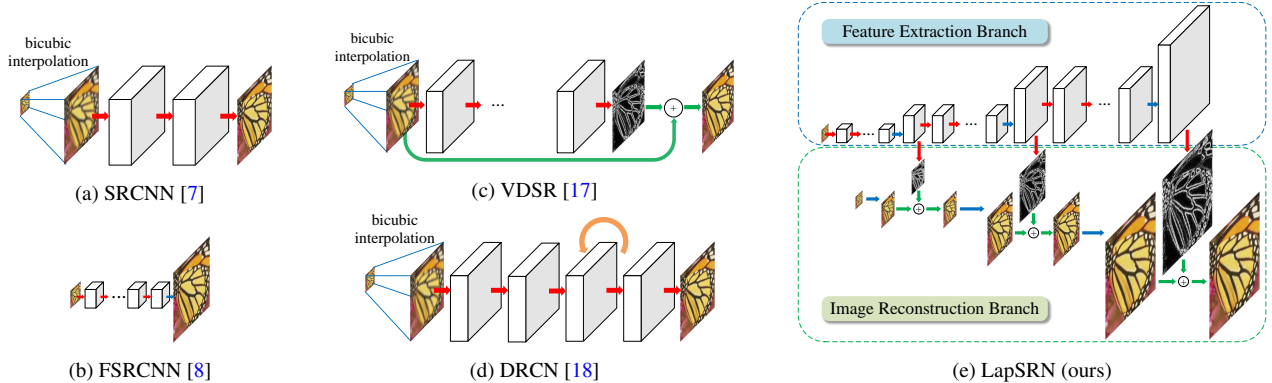 bicubic
interpolation
(a) SRCNN [7]
(b) FSRCNN [8]
bicubic
interpolation
...
(c) VDSR [17]
bicubic
interpolation
(d) DRCN [18]
Feature Extraction Branch
Image Reconstruction Branch
(e) LapSRN (ours)